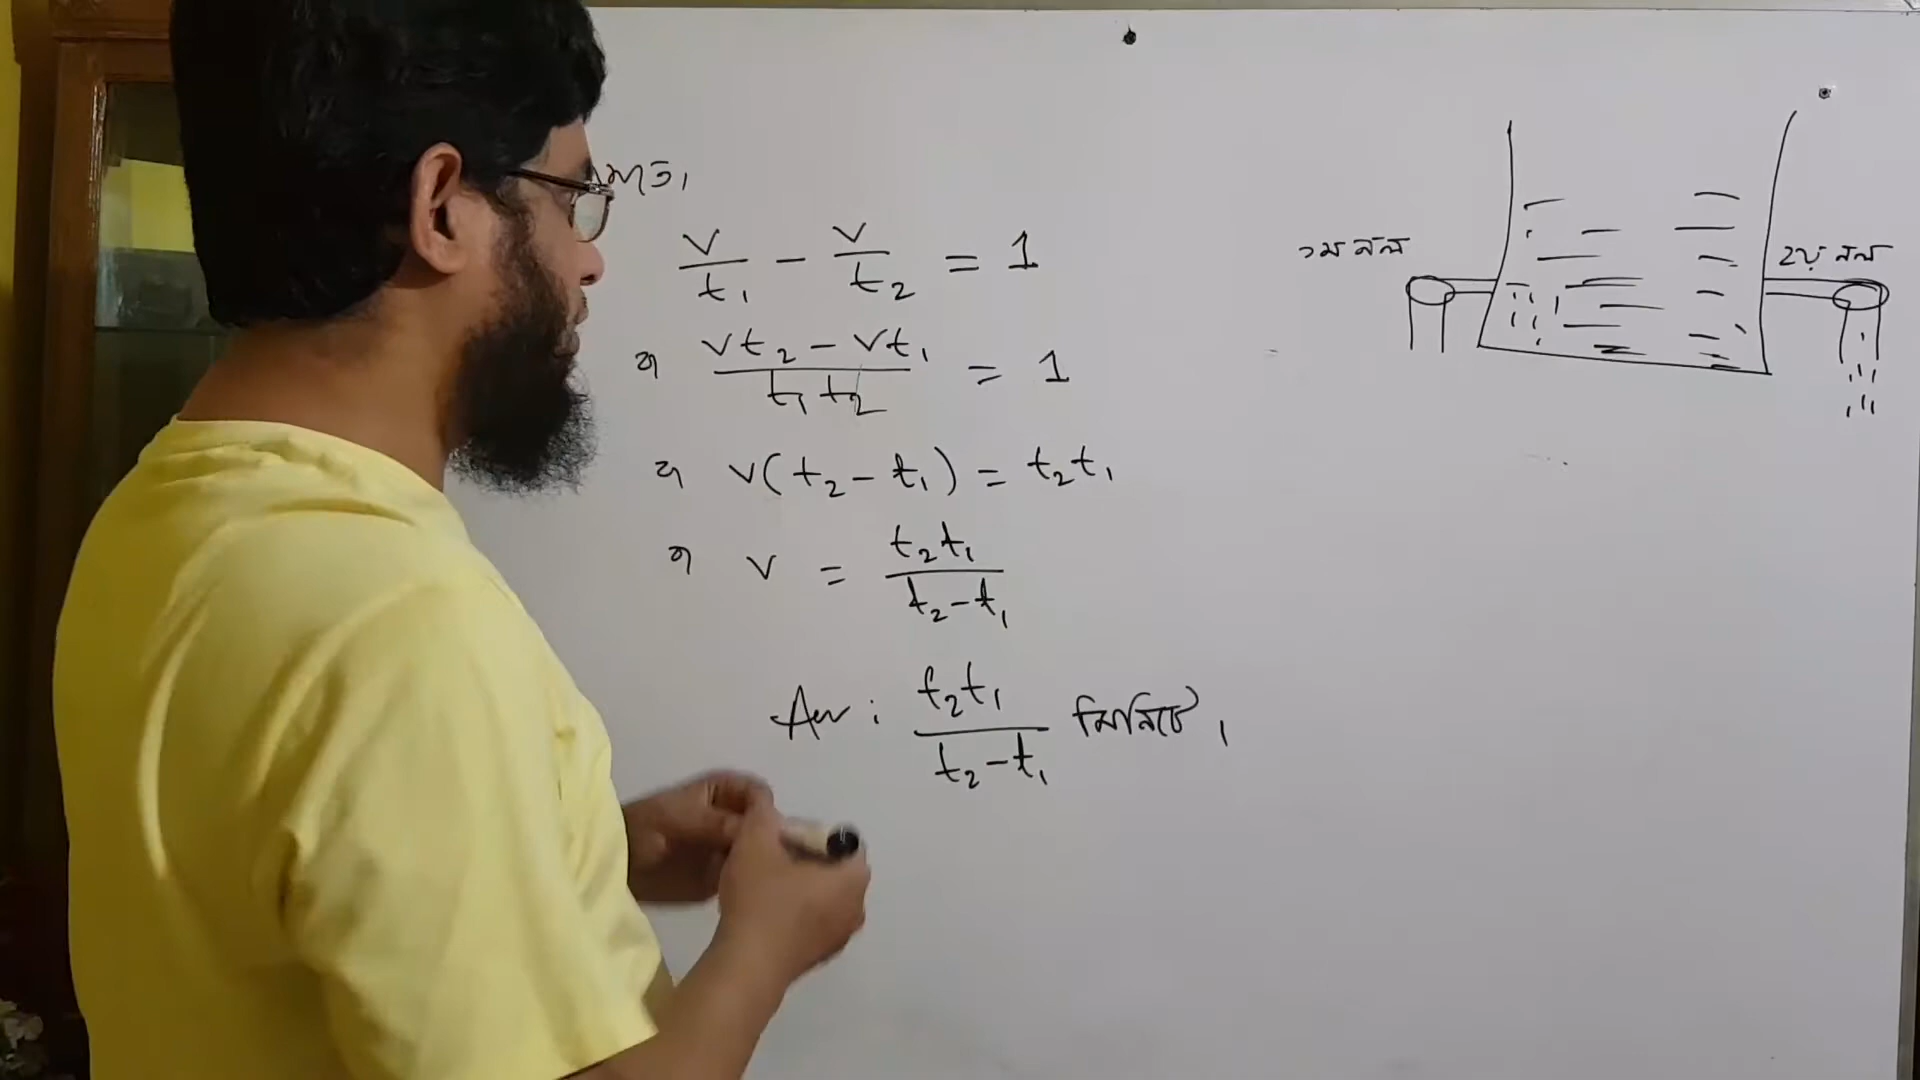 v/t₁ - v/t₂ = 1
বা vt₂ - vt₁ / t₁t₂ = 1
বা v(t₂ - t₁) = t₂t₁
বা v = t₂t₁ / t₂ - t₁
Ans: t₂t₁ / t₂ - t₁ মিনিটে।
১ম নল
২য় নল